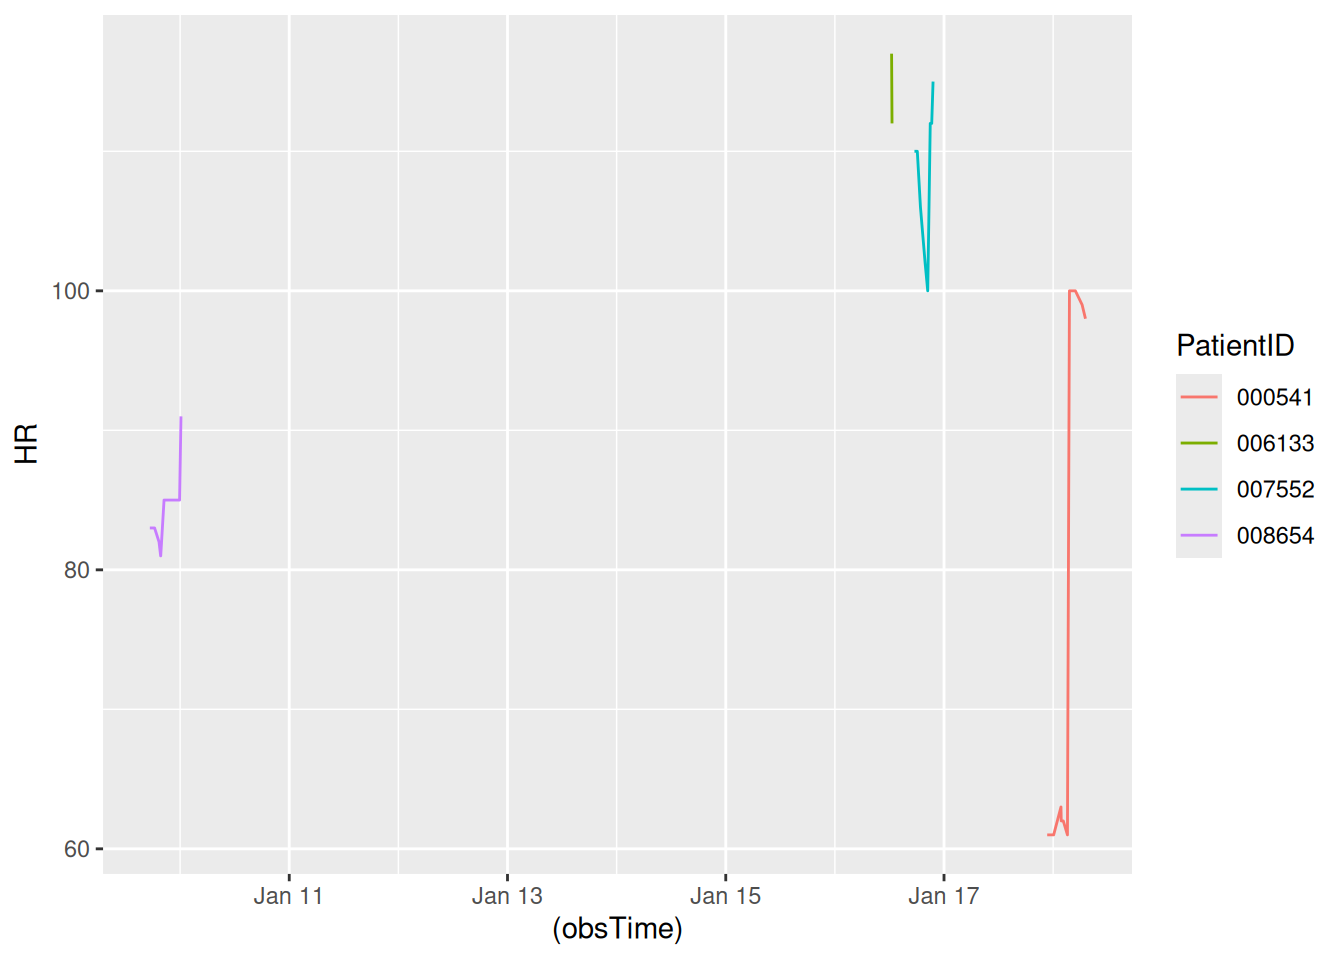 HR
100
80
60
Jan 11
Jan 13
Jan 15
Jan 17
(obsTime)
PatientID
000541
006133
007552
008654